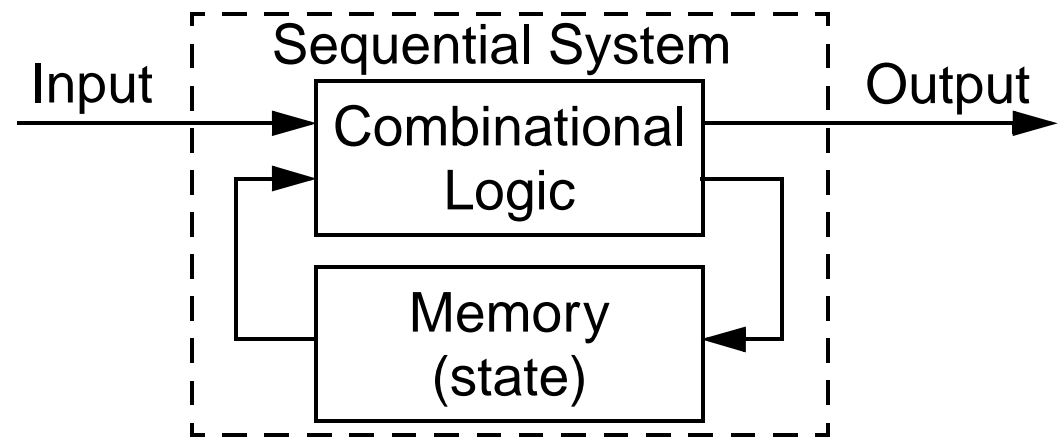 Sequential System
Input
Output
Combinational
Logic
Memory
(state)